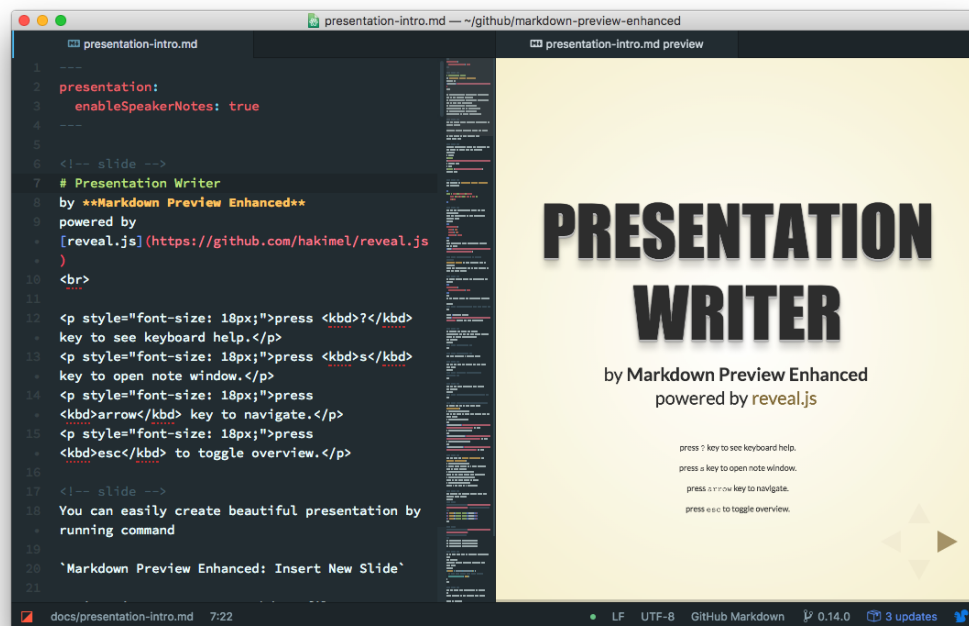 presentation-intro.md — ~/github/markdown-preview-enhanced
presentation-intro.md
presentation-intro.md preview
1 ---
2 presentation:
3 enableSpeakerNotes: true
4 ---
5
6 <!-- slide -->
7 # Presentation Writer
8 by **Markdown Preview Enhanced**
9 powered by
[reveal.js](https://github.com/hakimel/reveal.js
)
10 <br>
11
12 <p style="font-size: 18px;">press <kbd>?</kbd>
key to see keyboard help.</p>
13 <p style="font-size: 18px;">press <kbd>s</kbd>
key to open note window.</p>
14 <p style="font-size: 18px;">press
<kbd>arrow</kbd> key to navigate.</p>
15 <p style="font-size: 18px;">press
<kbd>esc</kbd> to toggle overview.</p>
16
17 <!-- slide -->
18 You can easily create beautiful presentation by
running command
19
20 `Markdown Preview Enhanced: Insert New Slide`
21
PRESENTATION
WRITER
by Markdown Preview Enhanced
powered by reveal.js
press ? key to see keyboard help.
press s key to open note window.
press arrow key to navigate.
press esc to toggle overview.
docs/presentation-intro.md 7:22
LF UTF-8 GitHub Markdown 0.14.0 3 updates